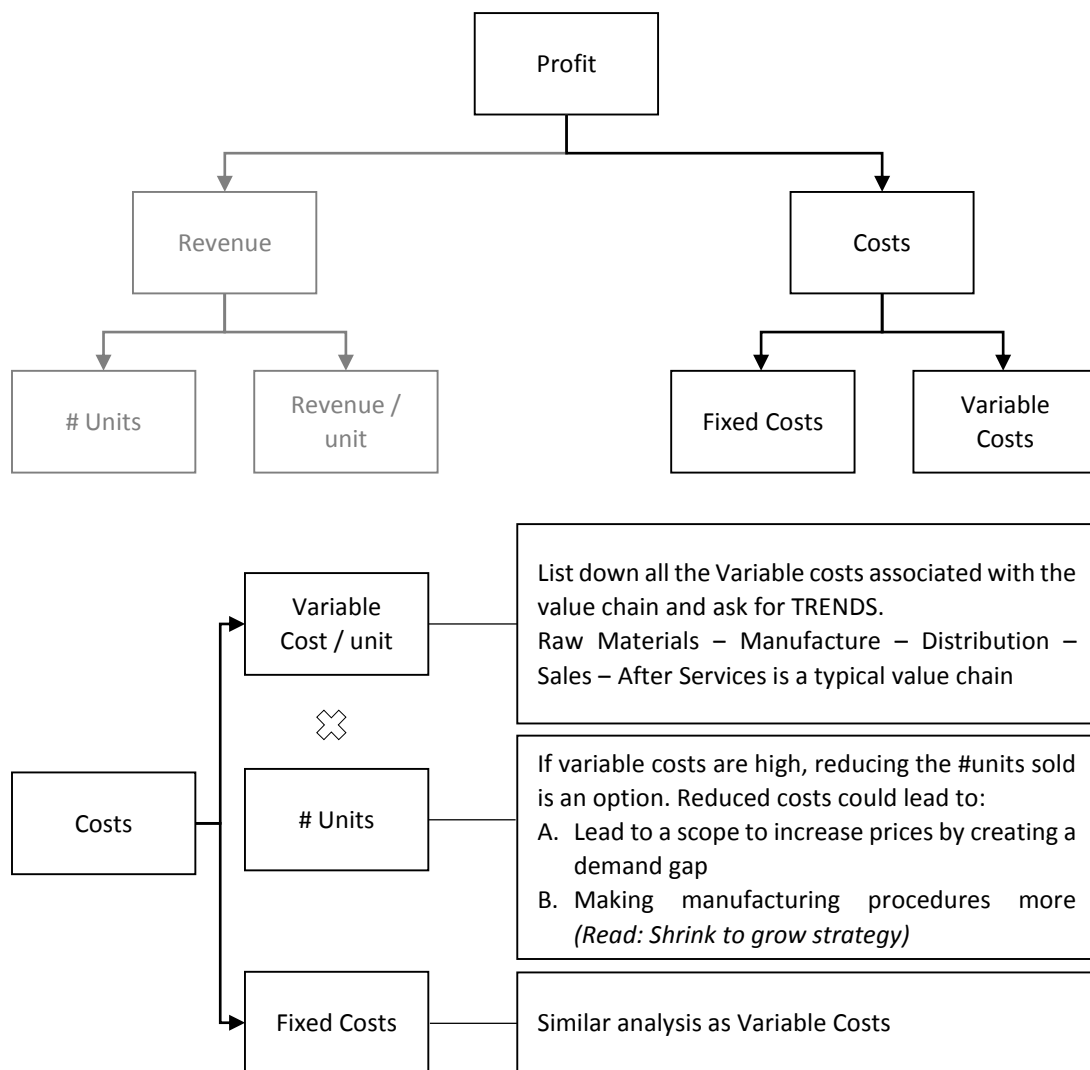 Profit
Revenue
Costs
# Units
Revenue /
unit
Fixed Costs
Variable
Costs
Variable
Cost / unit
List down all the Variable costs associated with the
value chain and ask for TRENDS.
Raw Materials – Manufacture – Distribution –
Sales – After Services is a typical value chain
Costs
# Units
If variable costs are high, reducing the #units sold
is an option. Reduced costs could lead to:
A. Lead to a scope to increase prices by creating a
demand gap
B. Making manufacturing procedures more
(Read: Shrink to grow strategy)
Fixed Costs
Similar analysis as Variable Costs